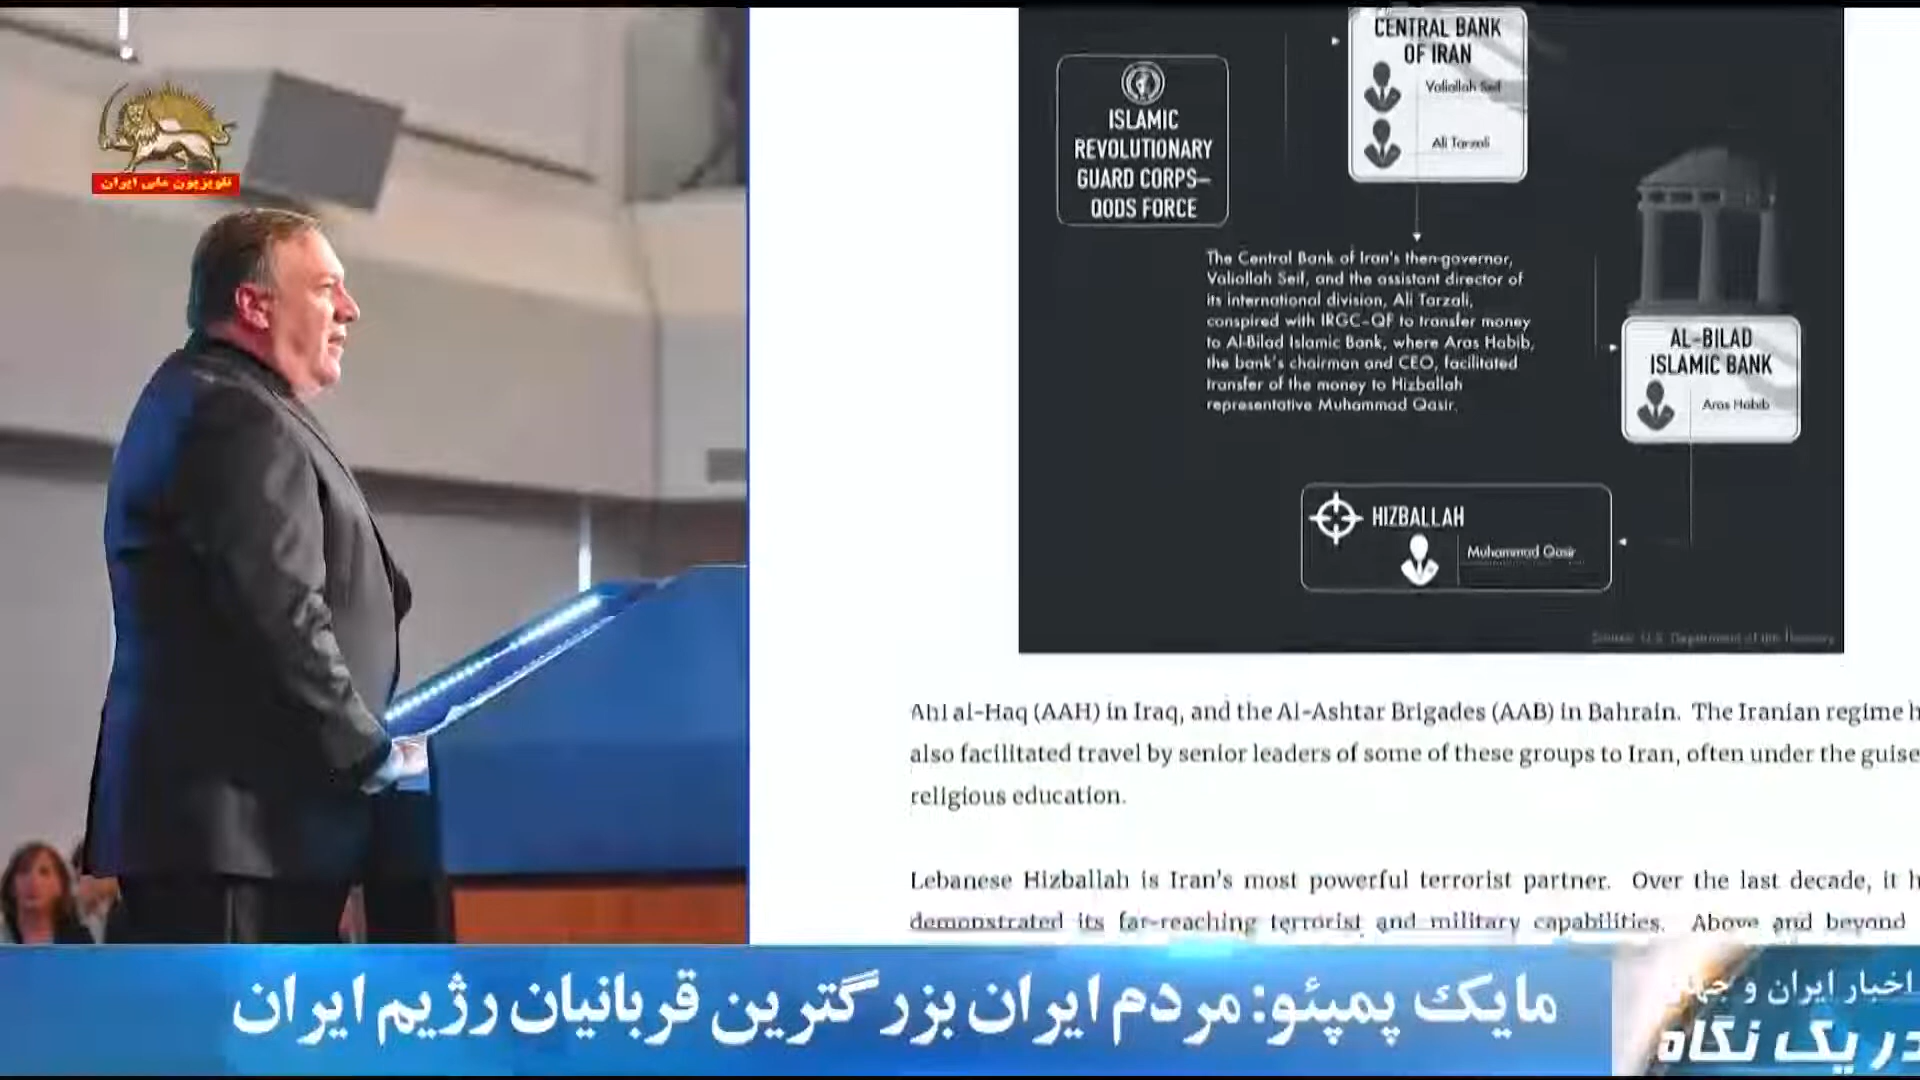 تلویزیون ملی ایران
CENTRAL BANK
OF IRAN
Valiollah Seif
Ali Tarzali
ISLAMIC
REVOLUTIONARY
GUARD CORPS–
QODS FORCE
The Central Bank of Iran's then-governor,
Valiollah Seif, and the assistant director of
its international division, Ali Tarzali,
conspired with IRGC-QF to transfer money
to Al-Bilad Islamic Bank, where Aras Habib,
the bank's chairman and CEO, facilitated
transfer of the money to Hizballah
representative Muhammad Qasir.
AL-BILAD
ISLAMIC BANK
Aras Habib
HIZBALLAH
Muhammad Qasir
Source: U.S. Department of the Treasury
Ahl al-Haq (AAH) in Iraq, and the Al-Ashtar Brigades (AAB) in Bahrain. The Iranian regime h
also facilitated travel by senior leaders of some of these groups to Iran, often under the guise
religious education.
Lebanese Hizballah is Iran's most powerful terrorist partner. Over the last decade, it h
demonstrated its far-reaching terrorist and military capabilities. Above and beyond
مایک پمپئو: مردم ایران بزرگترین قربانیان رژیم ایران
اخبار ایران و جهان
در یک نگاه